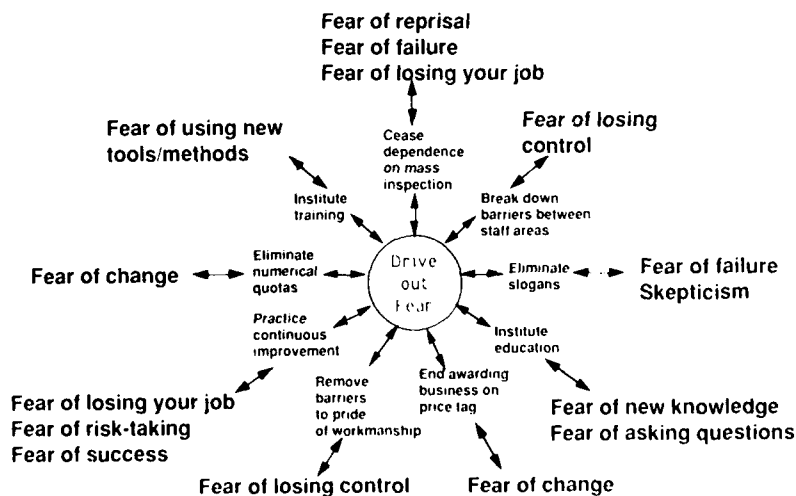 Fear of reprisal
Fear of failure
Fear of losing your job
Fear of using new
tools/methods
Cease
dependence
on mass
inspection
Fear of losing
control
Institute
training
Break down
barriers between
staff areas
Fear of change
Eliminate
numerical
quotas
Drive
out
Fear
Eliminate
slogans
Fear of failure
Skepticism
Practice
continuous
improvement
Institute
education
Remove
barriers
to pride
of workmanship
End awarding
business on
price tag
Fear of losing your job
Fear of risk-taking
Fear of success
Fear of new knowledge
Fear of asking questions
Fear of losing control
Fear of change